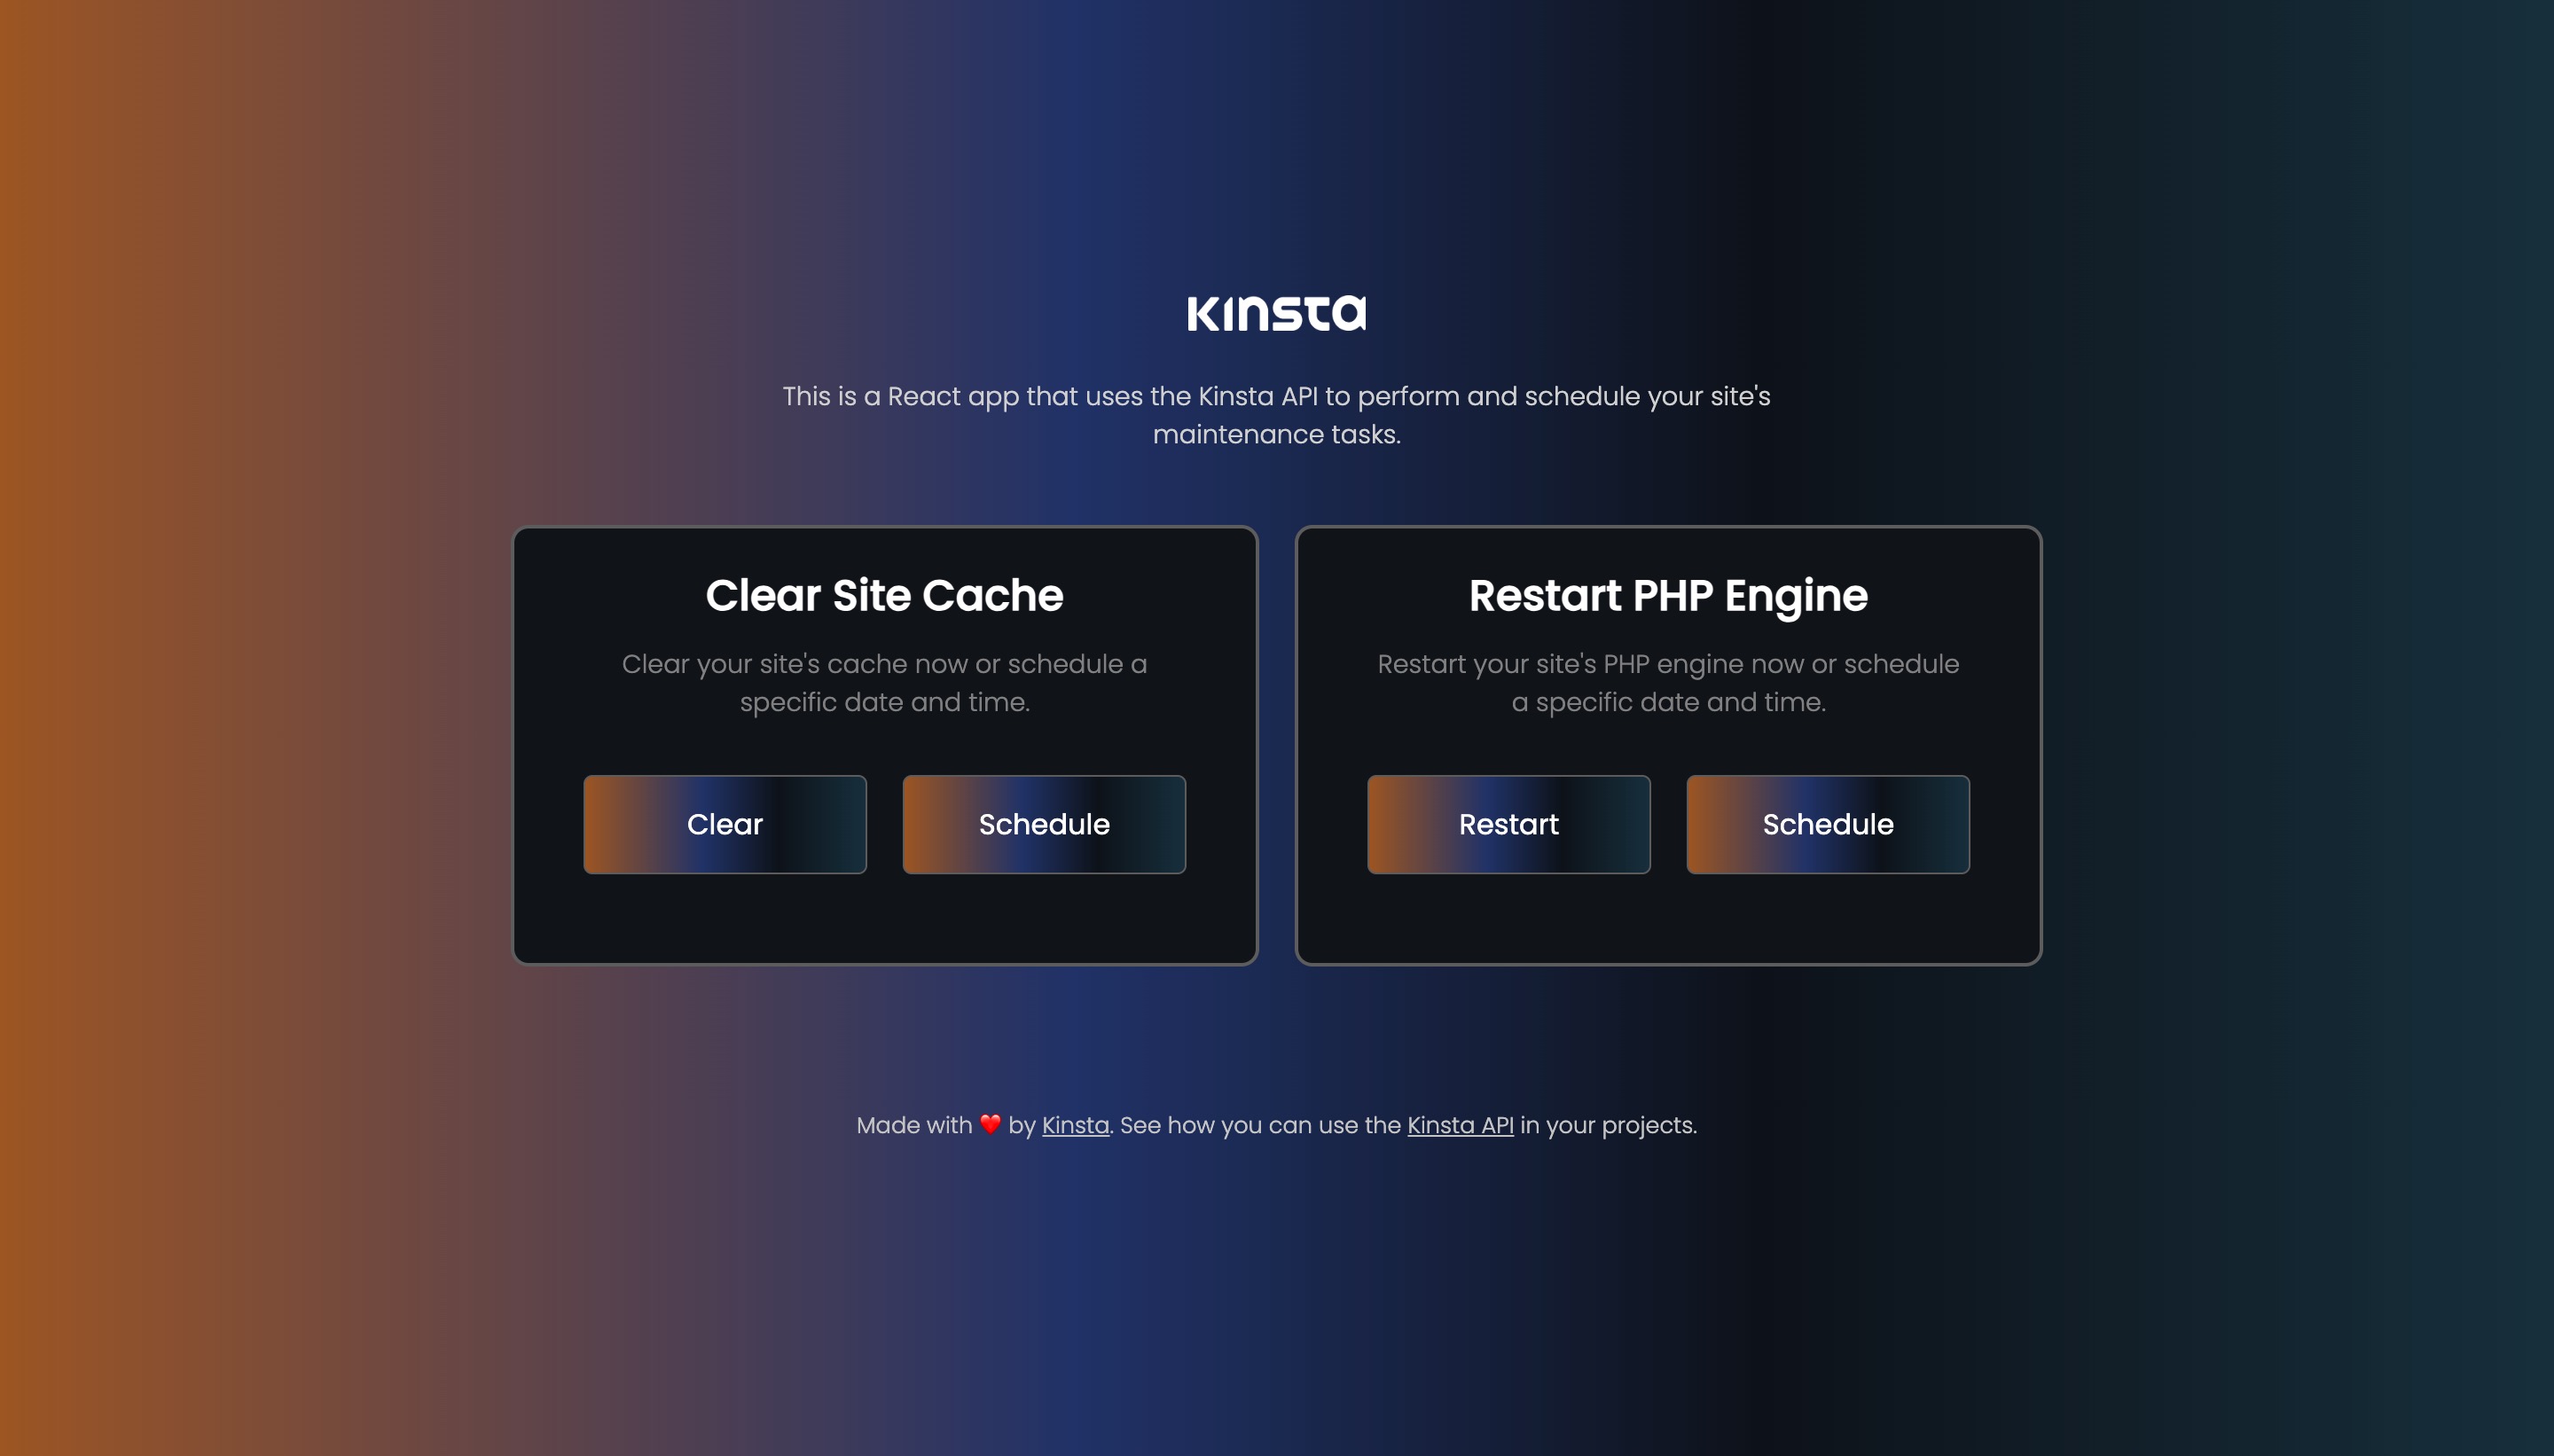 Kinsta
This is a React app that uses the Kinsta API to perform and schedule your site's
maintenance tasks.
Clear Site Cache
Clear your site's cache now or schedule a
specific date and time.
Clear
Schedule
Restart PHP Engine
Restart your site's PHP engine now or schedule
a specific date and time.
Restart
Schedule
Made with ❤️ by Kinsta. See how you can use the Kinsta API in your projects.